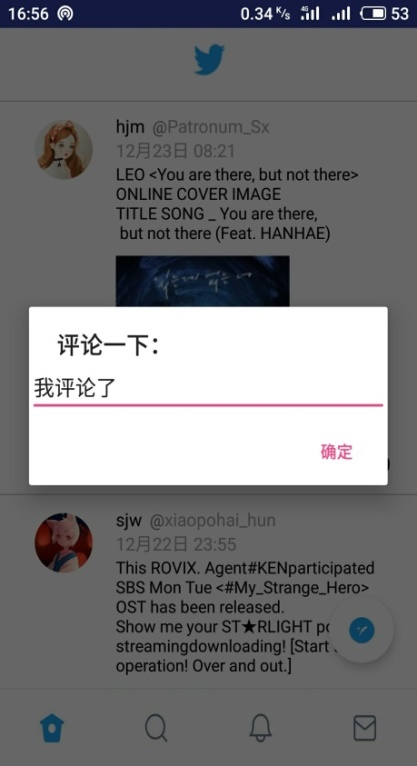 16:56
0.34 K/s 4G 53
hjm @Patronum_Sx
12月23日 08:21
LEO <You are there, but not there>
ONLINE COVER IMAGE
TITLE SONG _ You are there,
but not there (Feat. HANHAE)
评论一下：
我评论了
确定
sjw @xiaopohai_hun
12月22日 23:55
This ROVIX. Agent#KENparticipated
SBS Mon Tue <#My_Strange_Hero>
OST has been released.
Show me your ST★RLIGHT
streamingdownloading! [Start
operation! Over and out.]